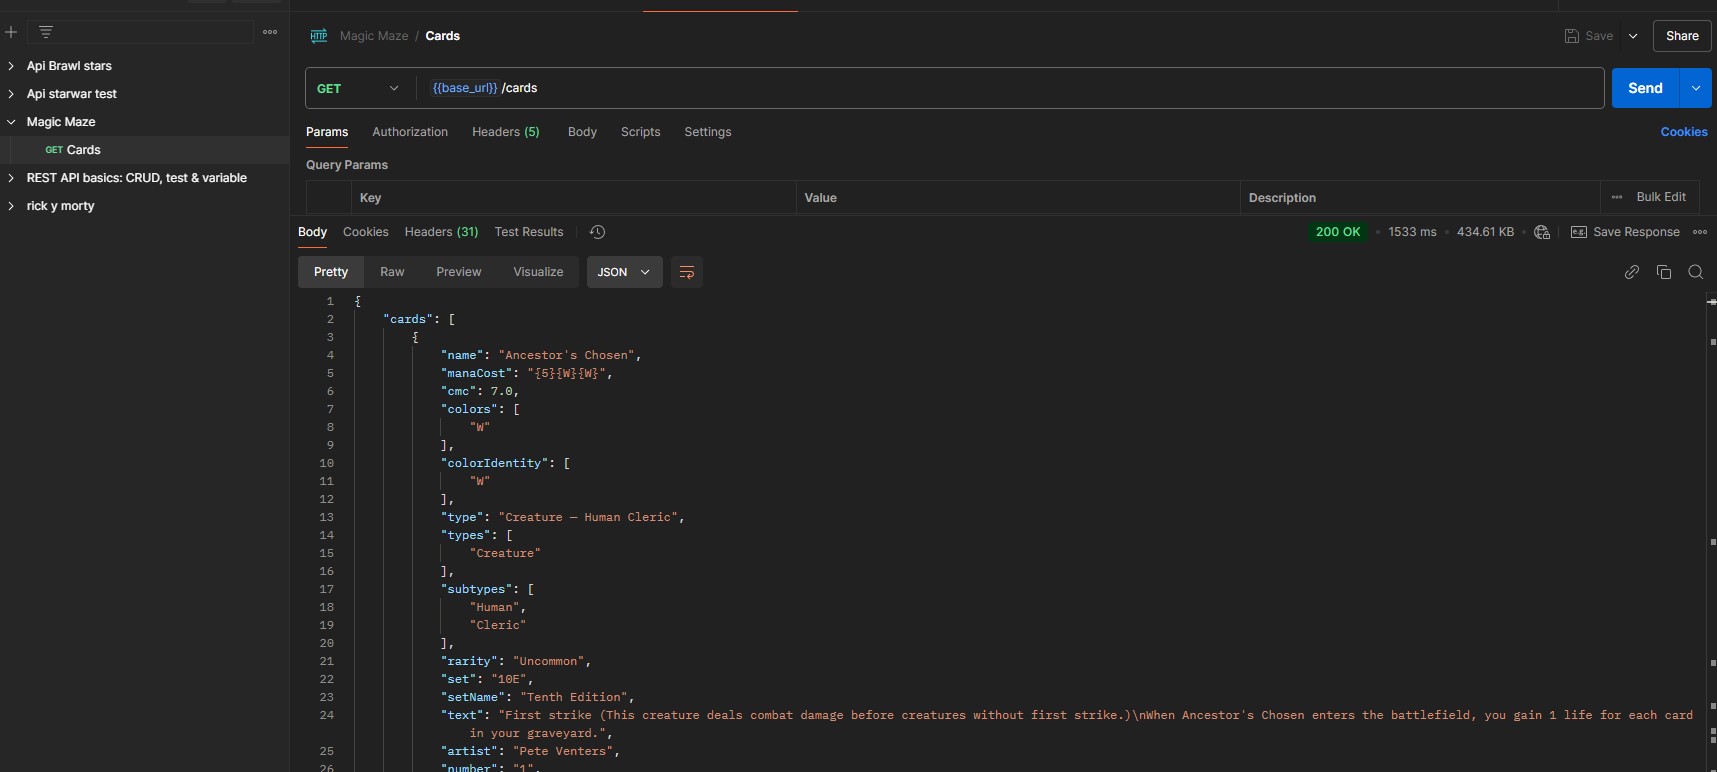 Api Brawl stars
Api starwar test
Magic Maze
GET Cards
REST API basics: CRUD, test & variable
rick y morty
HTTP Magic Maze / Cards
Save
Share
GET {{base_url}} /cards
Send
Params Authorization Headers (5) Body Scripts Settings
Cookies
Query Params
Key Value Description ••• Bulk Edit
Body Cookies Headers (31) Test Results
200 OK • 1533 ms • 434.61 KB • e.g. Save Response •••
Pretty Raw Preview Visualize JSON
1 {
2 "cards": [
3 {
4 "name": "Ancestor's Chosen",
5 "manaCost": "{5}{W}{W}",
6 "cmc": 7.0,
7 "colors": [
8 "W"
9 ],
10 "colorIdentity": [
11 "W"
12 ],
13 "type": "Creature — Human Cleric",
14 "types": [
15 "Creature"
16 ],
17 "subtypes": [
18 "Human",
19 "Cleric"
20 ],
21 "rarity": "Uncommon",
22 "set": "10E",
23 "setName": "Tenth Edition",
24 "text": "First strike (This creature deals combat damage before creatures without first strike.)\nWhen Ancestor's Chosen enters the battlefield, you gain 1 life for each card
in your graveyard.",
25 "artist": "Pete Venters",
26 "number": "1",